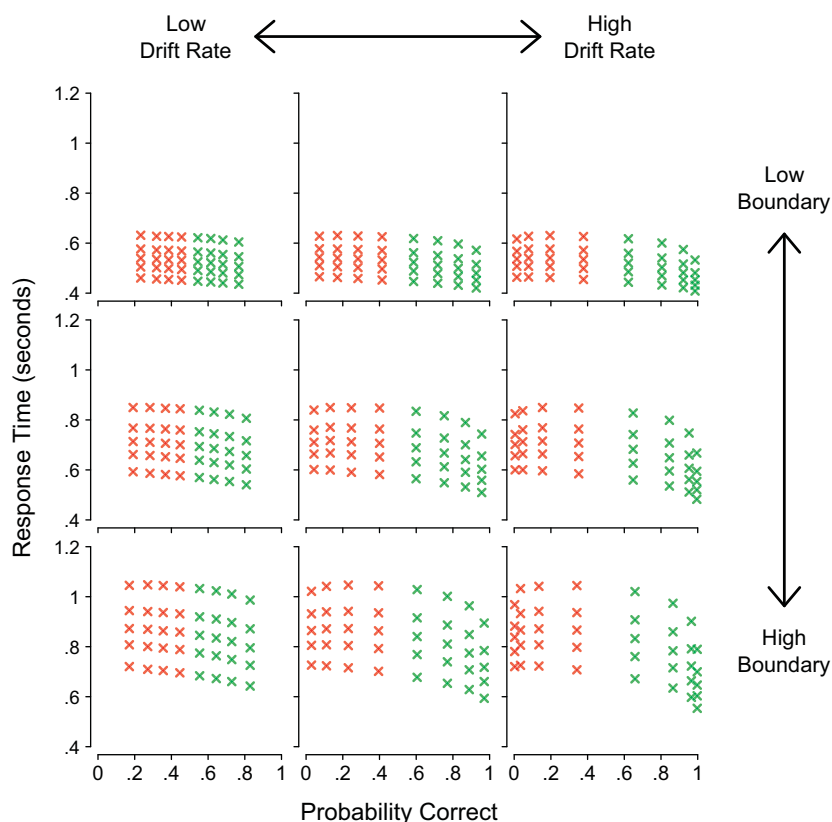 Low
Drift Rate
High
Drift Rate
1.2
1
.8
.6
.4
Low
Boundary
1.2
1
.8
.6
.4
Response Time (seconds)
1.2
1
.8
.6
.4
High
Boundary
0 .2 .4 .6 .8 1 0 .2 .4 .6 .8 1 0 .2 .4 .6 .8 1
Probability Correct